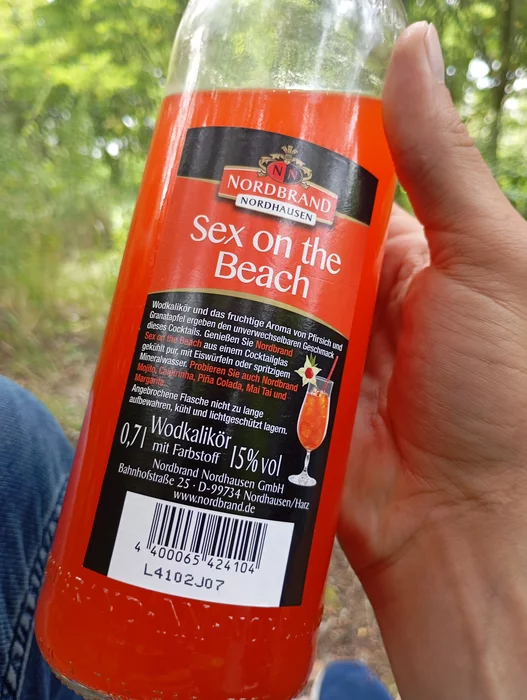 NN
NORDBRAND
NORDHAUSEN
Sex on the
Beach
Wodkalikör und das fruchtige Aroma von Pfirsich und
Granatapfel ergeben den unverwechselbaren Geschmack
dieses Cocktails. Genießen Sie Nordbrand
Sex on the Beach aus einem Cocktailglas
gekühlt pur, mit Eiswürfeln oder spritzigem
Mineralwasser. Probieren Sie auch Nordbrand
Mojito, Caipirinha, Piña Colada, Mai Tai und
Margarita.
Angebrochene Flasche nicht zu lange
aufbewahren, kühl und lichtgeschützt lagern.
0,7l Wodkalikör 15% vol
mit Farbstoff
Nordbrand Nordhausen GmbH
Bahnhofstraße 25 · D-99734 Nordhausen/Harz
www.nordbrand.de
4 400065 424104
L4102J07